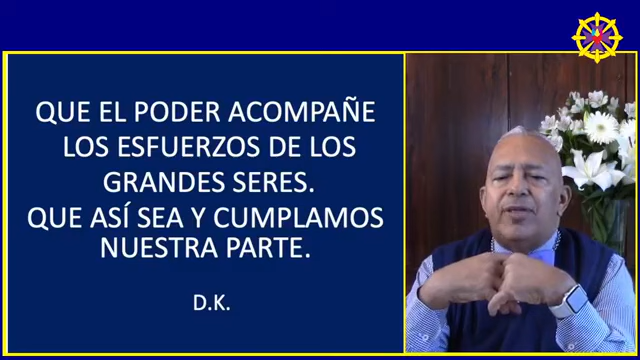 QUE EL PODER ACOMPAÑE
LOS ESFUERZOS DE LOS
GRANDES SERES.
QUE ASÍ SEA Y CUMPLAMOS
NUESTRA PARTE.
D.K.